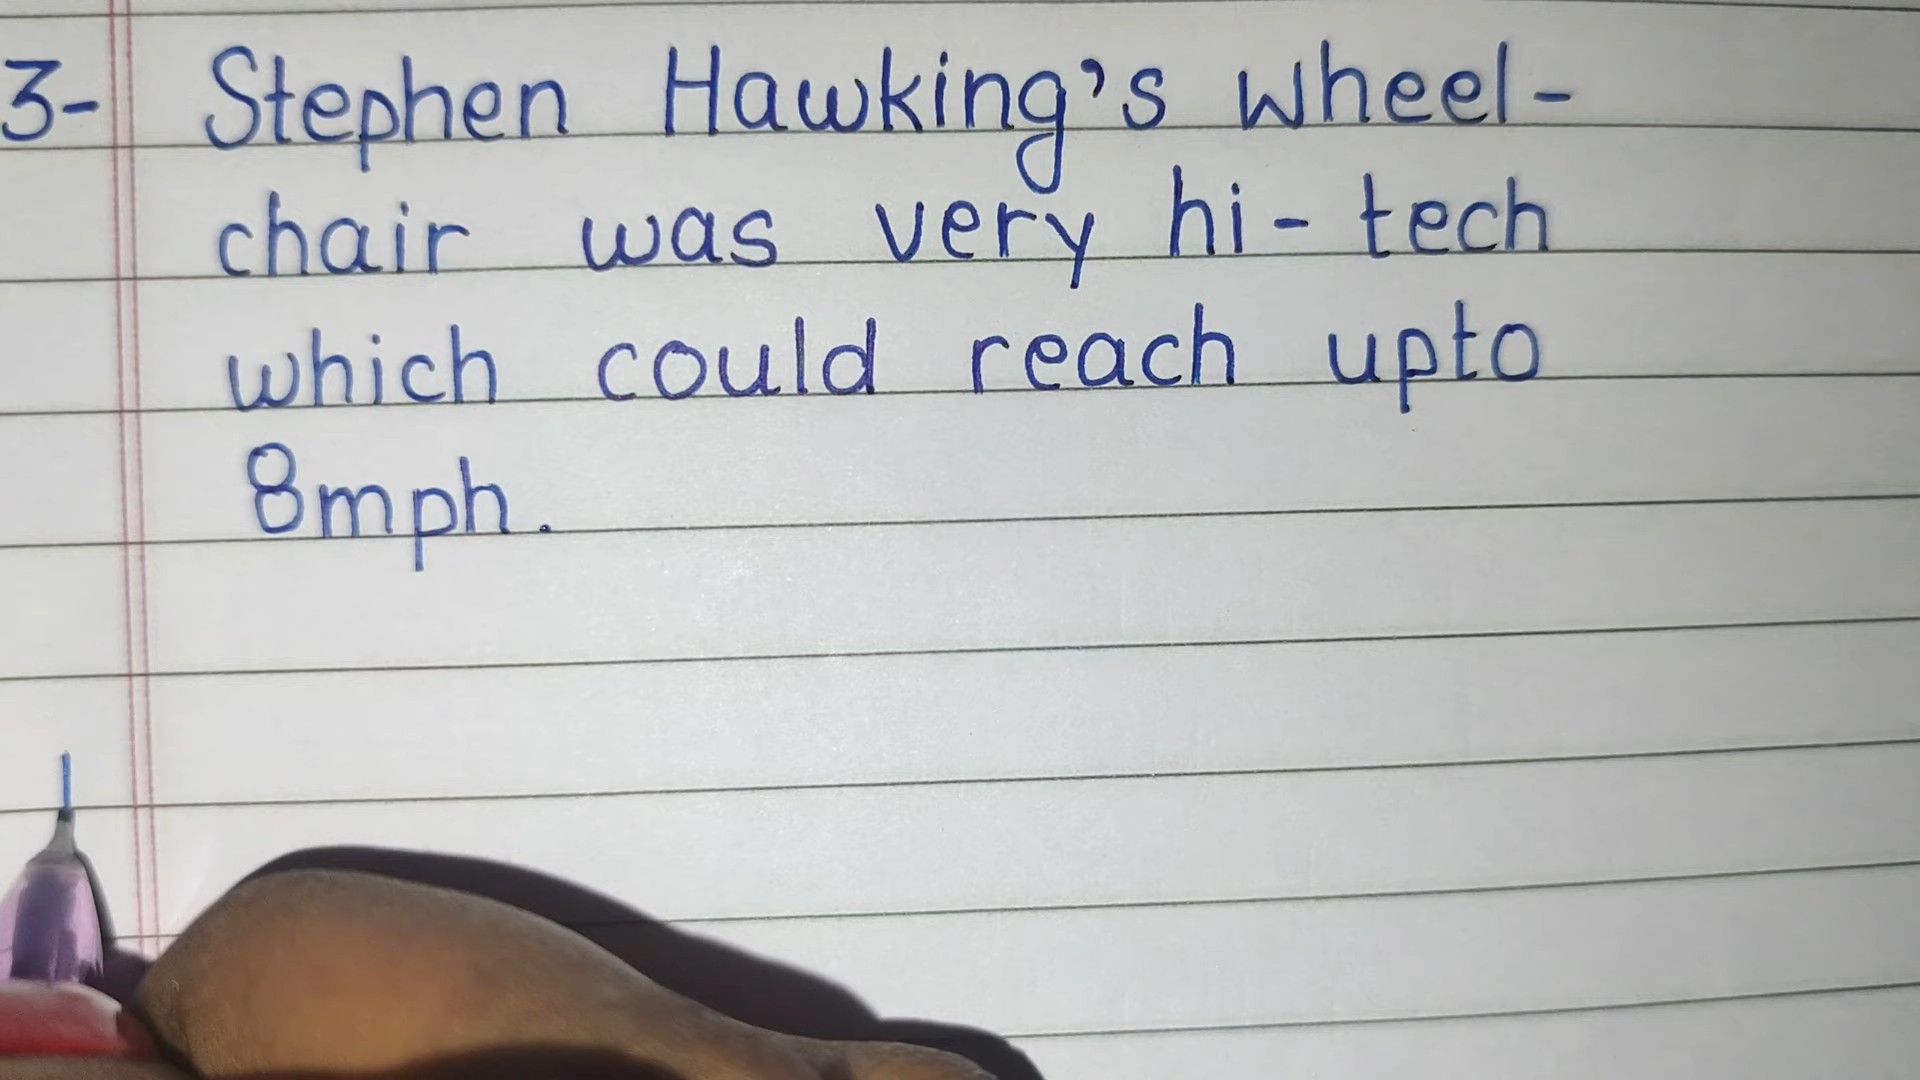 3- Stephen Hawking's wheel-
chair was very hi-tech
which could reach upto
8mph.